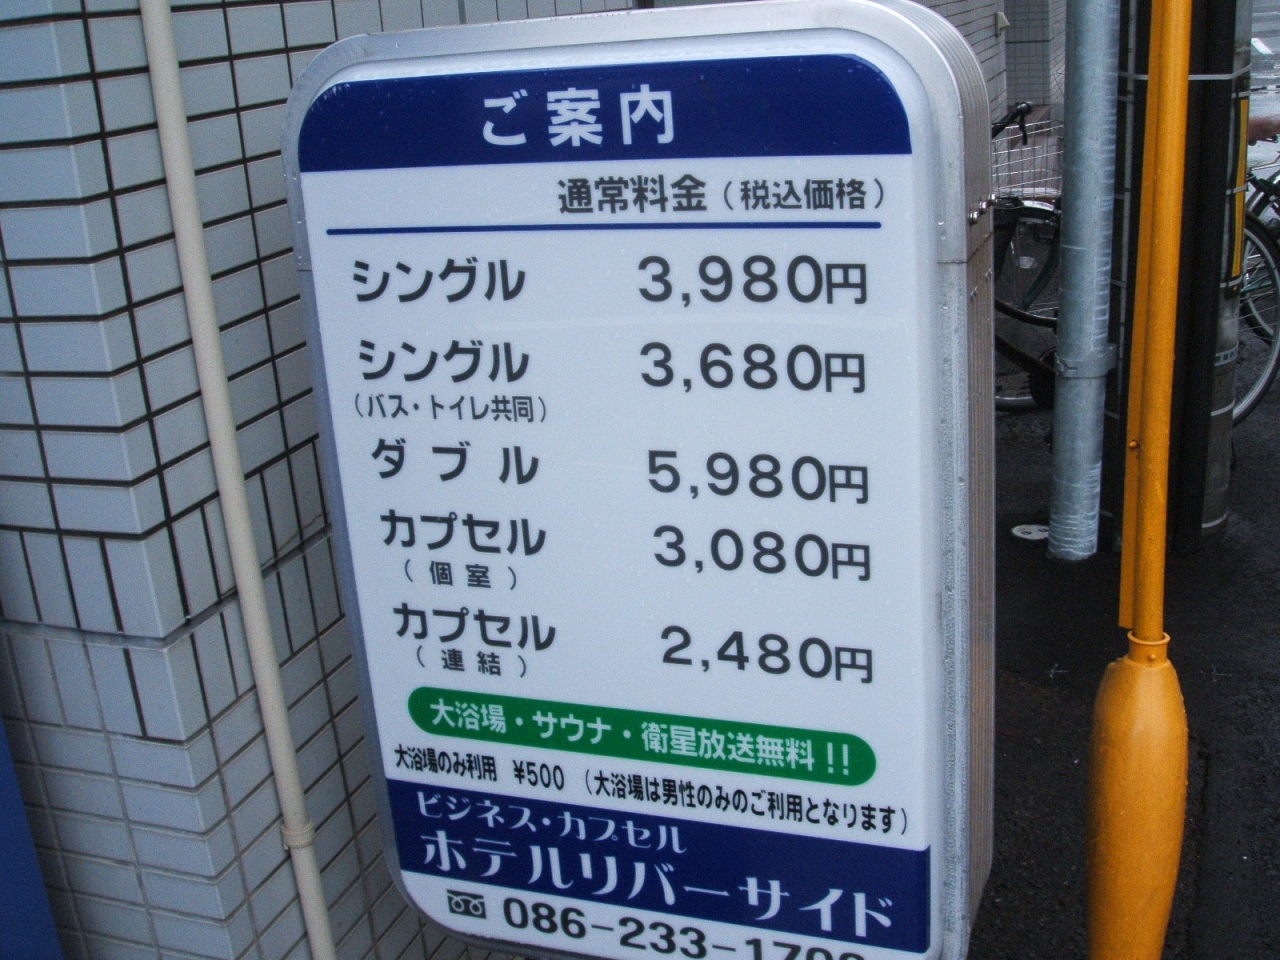 ご案内
通常料金（税込価格）
シングル 3,980円
シングル 3,680円
（バス・トイレ共同）
ダブル 5,980円
カプセル 3,080円
（個室）
カプセル 2,480円
（連結）
大浴場・サウナ・衛星放送無料!!
大浴場のみ利用 ¥500 （大浴場は男性のみのご利用となります）
ビジネス・カプセル
ホテルリバーサイド
086-233-170